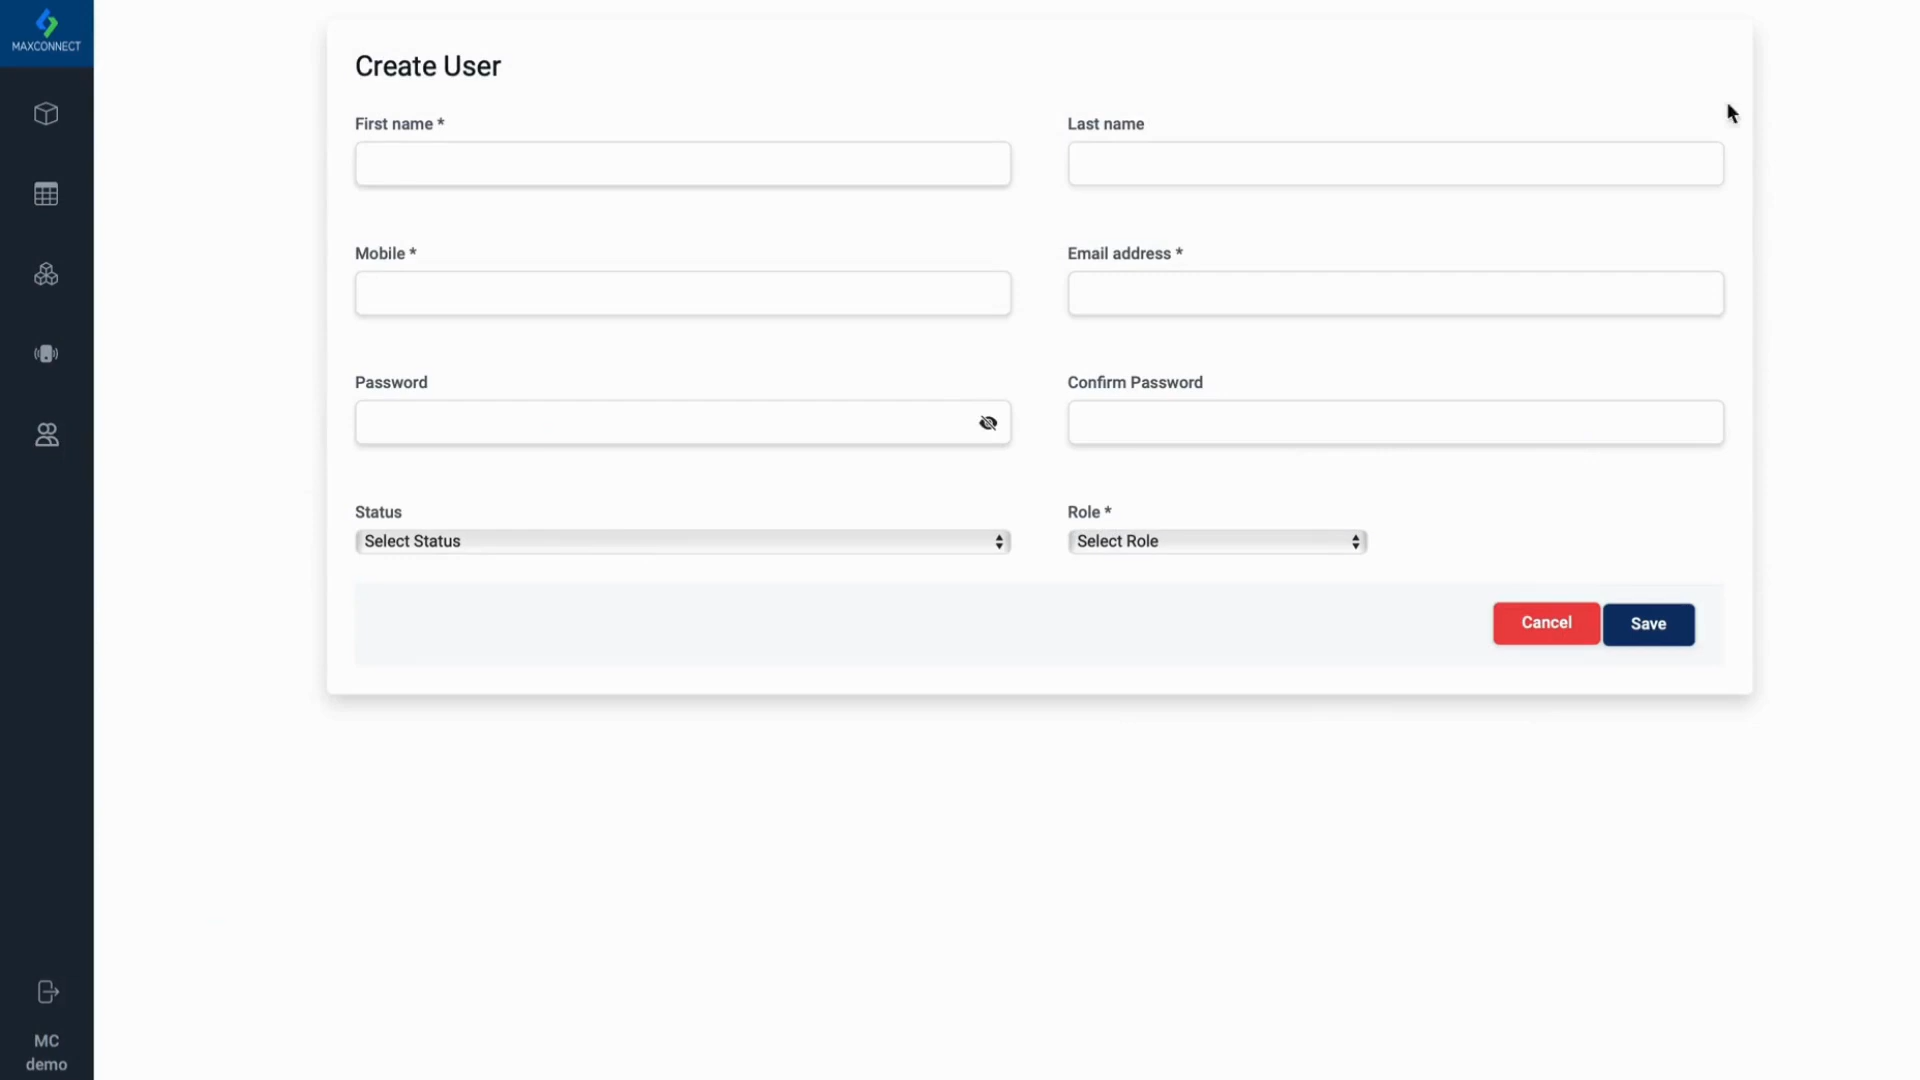 MAXCONNECT
Create User
First name *
Last name
Mobile *
Email address *
Password
Confirm Password
Status
Select Status
Role *
Select Role
Cancel
Save
MC
demo